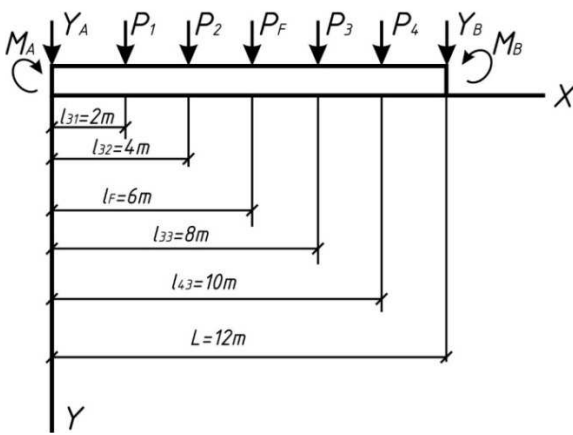 Y_A P_1 P_2 P_F P_3 P_4 Y_B
M_A M_B
X
l_31=2m
l_32=4m
l_F=6m
l_33=8m
l_43=10m
L=12m
Y